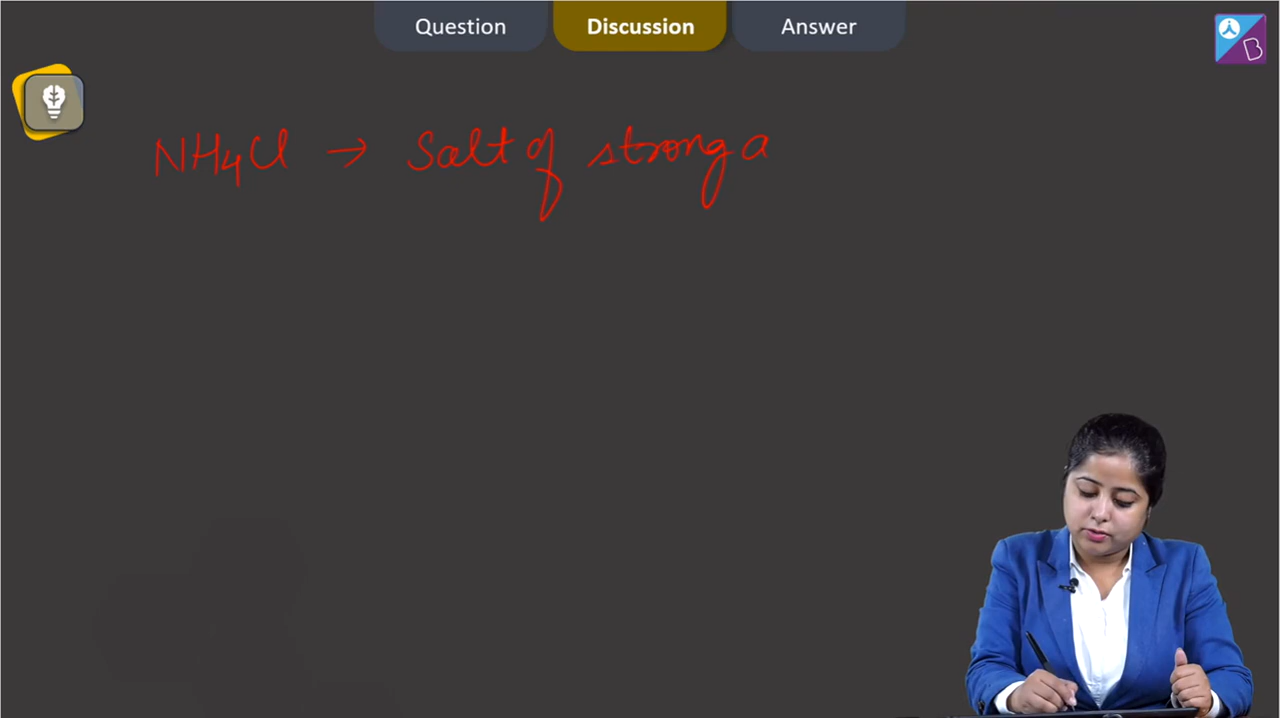 Question Discussion Answer
B
NH4Cl → Salt of strong a